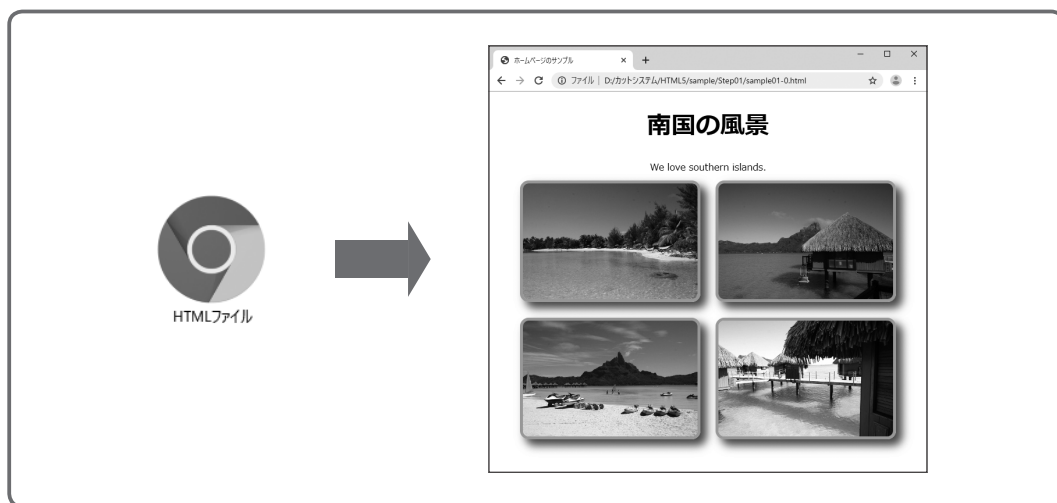 ホームページのサンプル
ファイル | D:/カットシステム/HTML5/sample/Step01/sample01-0.html
南国の風景
We love southern islands.
HTMLファイル